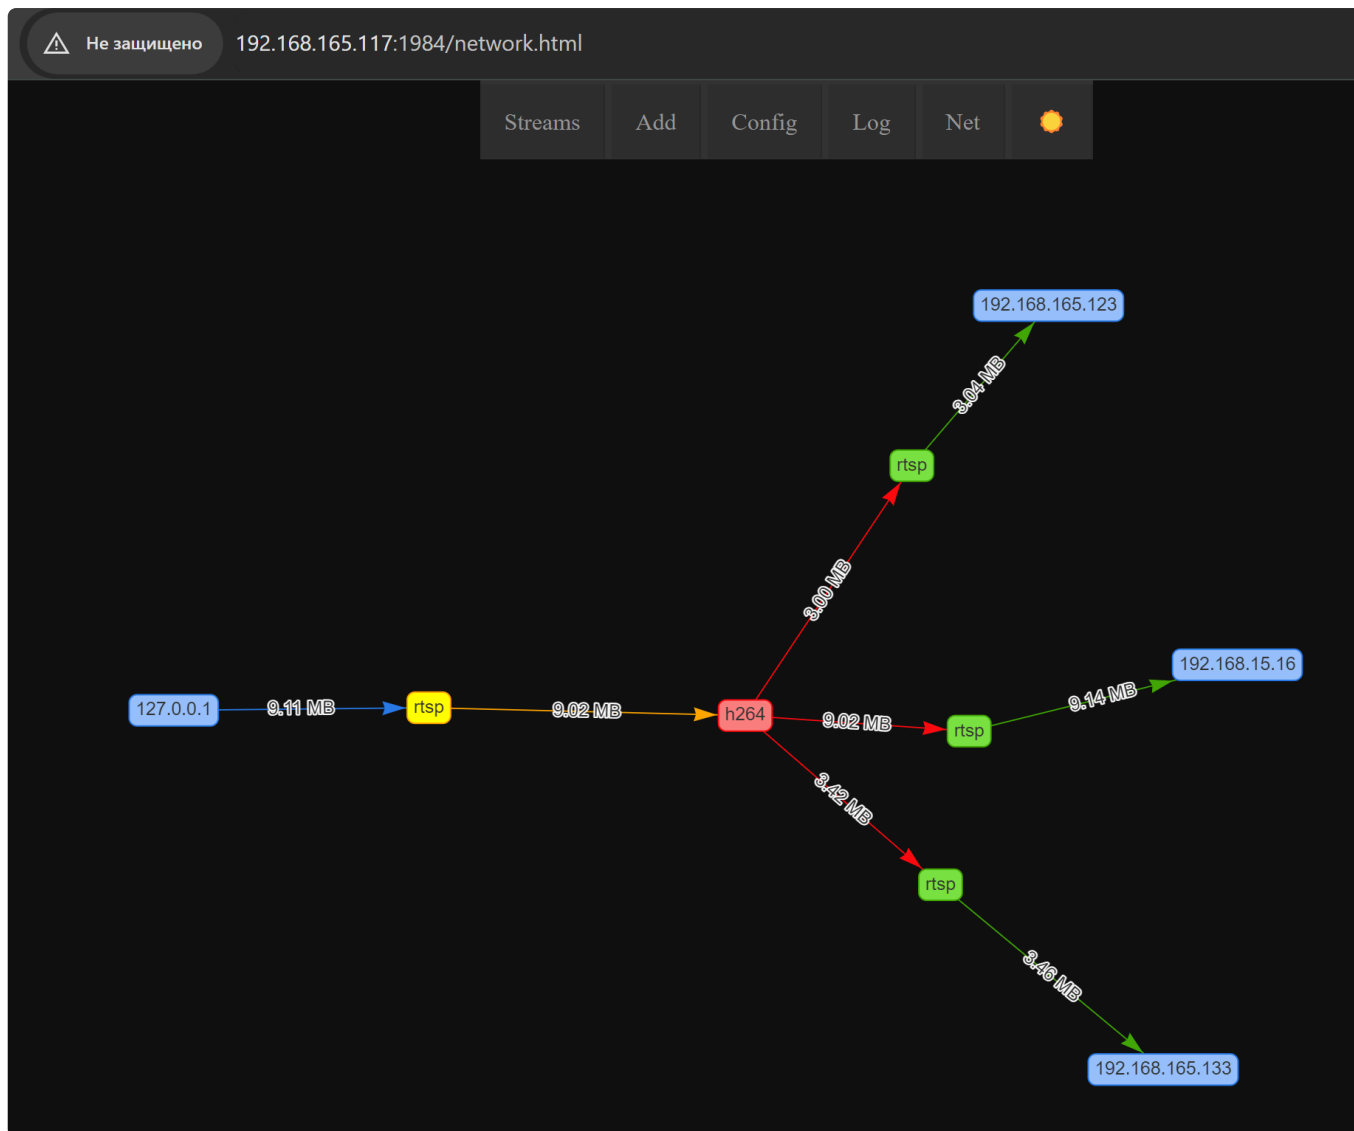 Не защищено 192.168.165.117:1984/network.html
Streams Add Config Log Net
192.168.165.123
3.04 MB
rtsp
3.00 MB
192.168.15.16
9.14 MB
127.0.0.1 9.11 MB rtsp 9.02 MB h264 9.02 MB rtsp
3.42 MB
rtsp
3.46 MB
192.168.165.133